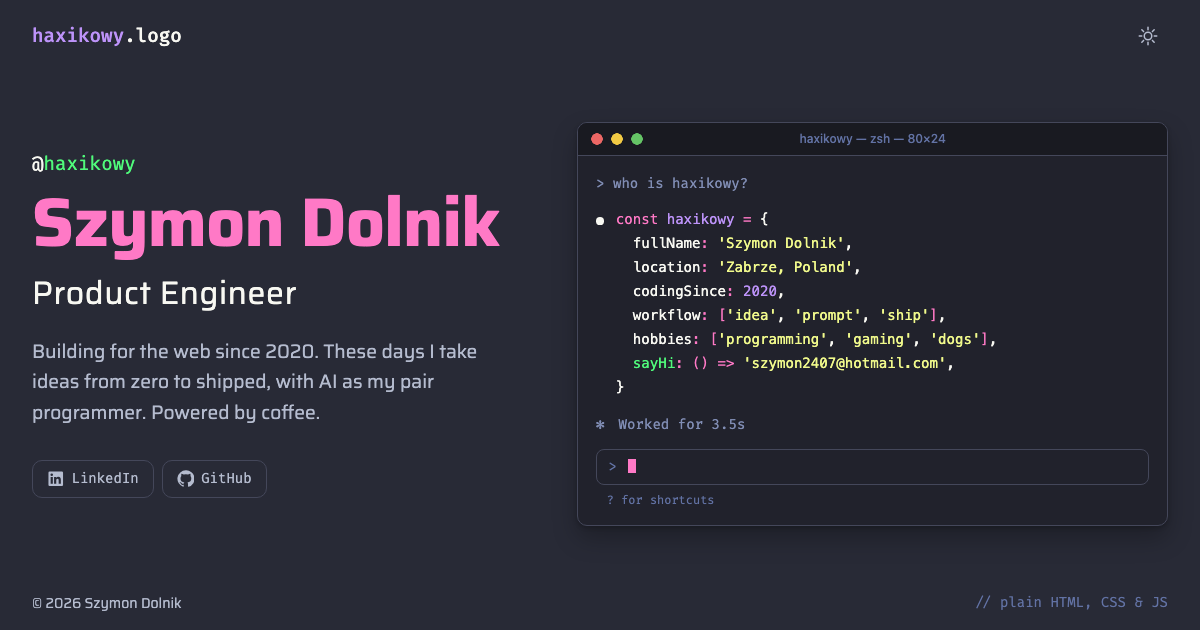 haxikowy.logo
@haxikowy
Szymon Dolnik
Product Engineer
Building for the web since 2020. These days I take
ideas from zero to shipped, with AI as my pair
programmer. Powered by coffee.
LinkedIn
GitHub
haxikowy — zsh — 80×24
> who is haxikowy?
const haxikowy = {
fullName: 'Szymon Dolnik',
location: 'Zabrze, Poland',
codingSince: 2020,
workflow: ['idea', 'prompt', 'ship'],
hobbies: ['programming', 'gaming', 'dogs'],
sayHi: () => 'szymon2407@hotmail.com',
}
✻ Worked for 3.5s
>
? for shortcuts
© 2026 Szymon Dolnik
// plain HTML, CSS & JS